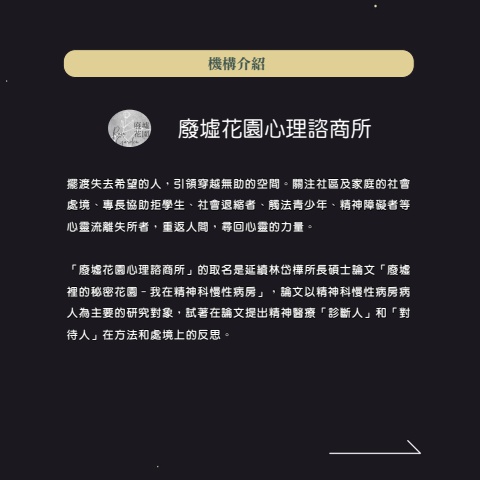 機構介紹
廢墟
花園
廢墟花園心理諮商所
擺渡失去希望的人，引領穿越無助的空間。關注社區及家庭的社會
處境、專長協助拒學生、社會退縮者、觸法青少年、精神障礙者等
心靈流離失所者，重返人間，尋回心靈的力量。
「廢墟花園心理諮商所」的取名是延續林岱樺所長碩士論文「廢墟
裡的秘密花園－我在精神科慢性病房」，論文以精神科慢性病房病
人為主要的研究對象，試著在論文提出精神醫療「診斷人」和「對
待人」在方法和處境上的反思。